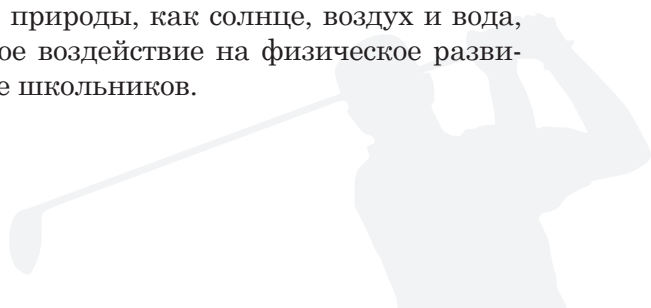 природы, как солнце, воздух и вода,
ое воздействие на физическое разви-
е школьников.